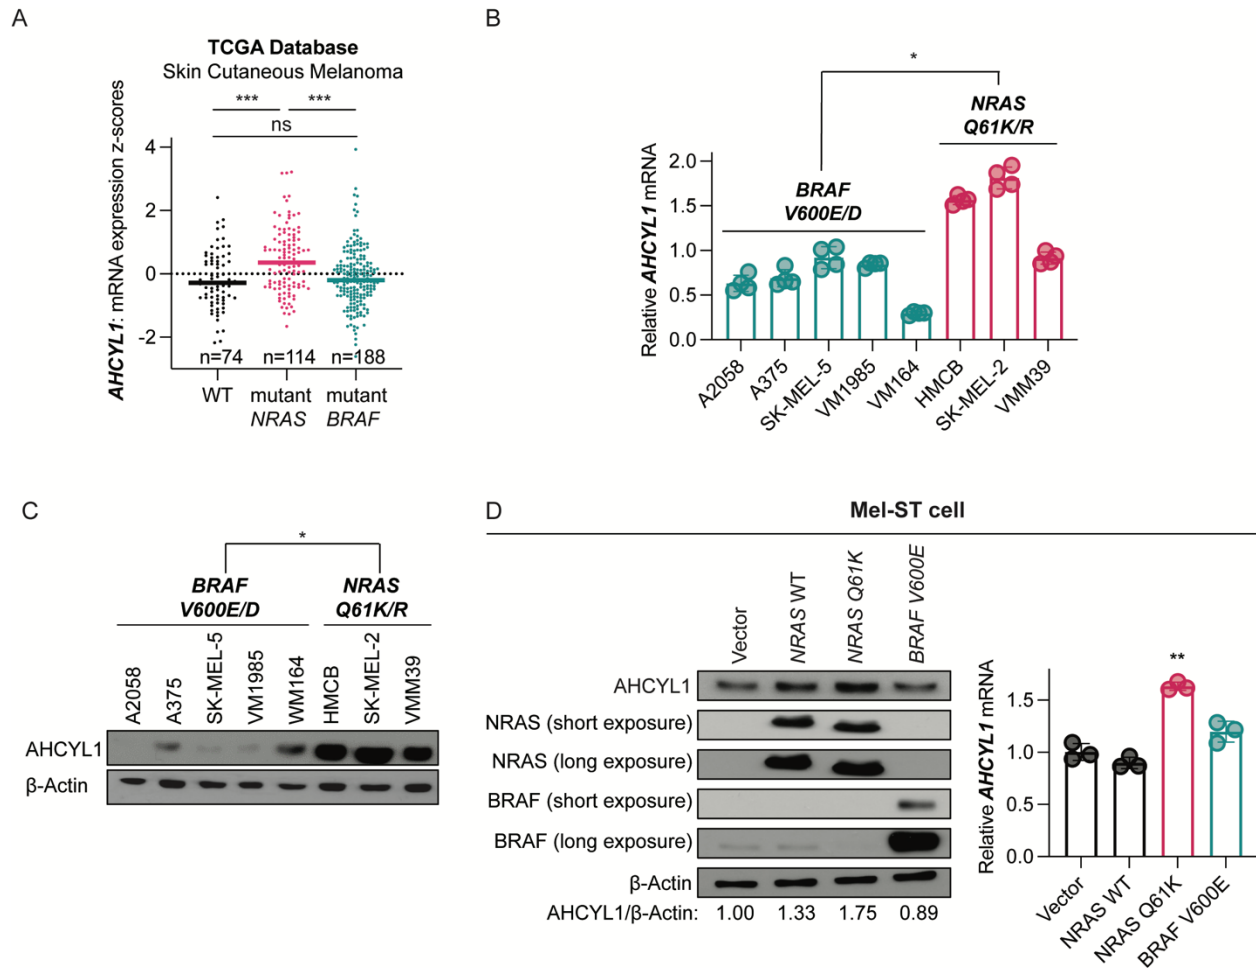 A
TCGA Database
Skin Cutaneous Melanoma
*** ***
ns
AHCYL1: mRNA expression z-scores
4
2
0
-2
n=74 n=114 n=188
WT mutant NRAS mutant BRAF
B
*
NRAS
Q61K/R
BRAF
V600E/D
Relative AHCYL1 mRNA
2.0
1.5
1.0
0.5
0.0
A2058 A375 SK-MEL-5 VM1985 VM164 HMCB SK-MEL-2 VMM39
C
*
BRAF
V600E/D
NRAS
Q61K/R
A2058 A375 SK-MEL-5 VM1985 WM164 HMCB SK-MEL-2 VMM39
AHCYL1
β-Actin
D
Mel-ST cell
Vector NRAS WT NRAS Q61K BRAF V600E
AHCYL1
NRAS (short exposure)
NRAS (long exposure)
BRAF (short exposure)
BRAF (long exposure)
β-Actin
AHCYL1/β-Actin: 1.00 1.33 1.75 0.89
**
Relative AHCYL1 mRNA
1.5
1.0
0.5
0.0
Vector NRAS WT NRAS Q61K BRAF V600E